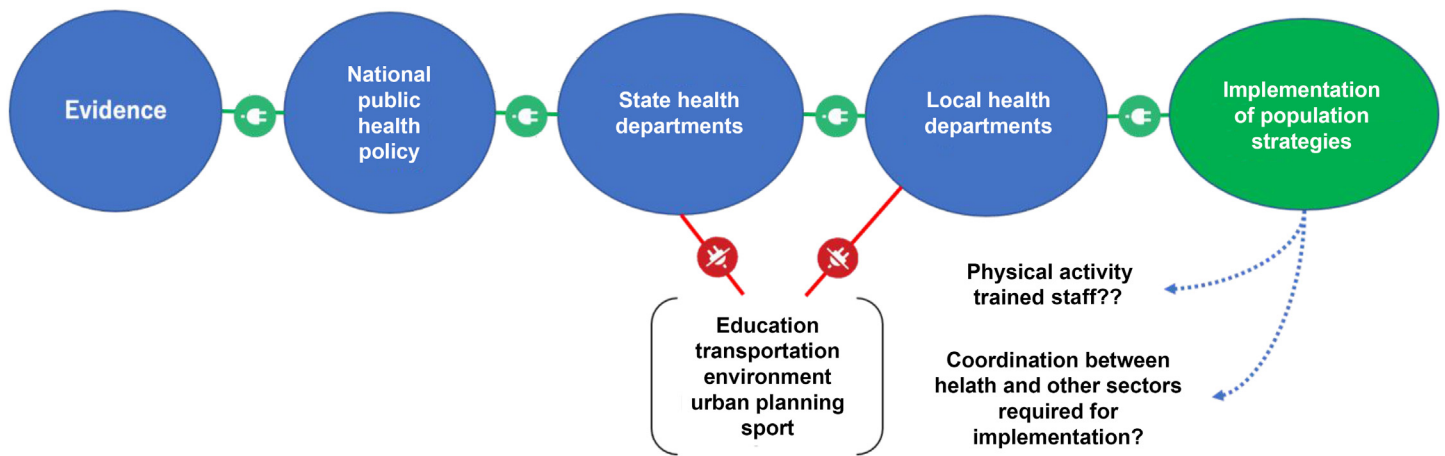 Evidence
National
public
health
policy
State health
departments
Local health
departments
Implementation
of population
strategies
Physical activity
trained staff??
Education
transportation
environment
urban planning
sport
Coordination between
helath and other sectors
required for
implementation?